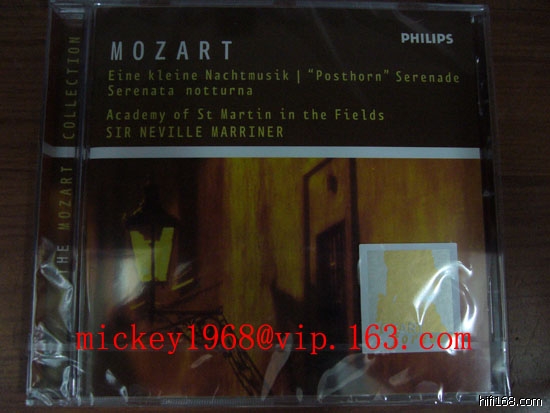 MOZART
PHILIPS
Eine kleine Nachtmusik | "Posthorn" Serenade
Serenata notturna
Academy of St Martin in the Fields
SIR NEVILLE MARRINER
THE MOZART COLLECTION
mickey1968@vip.163.com
hifi168.com